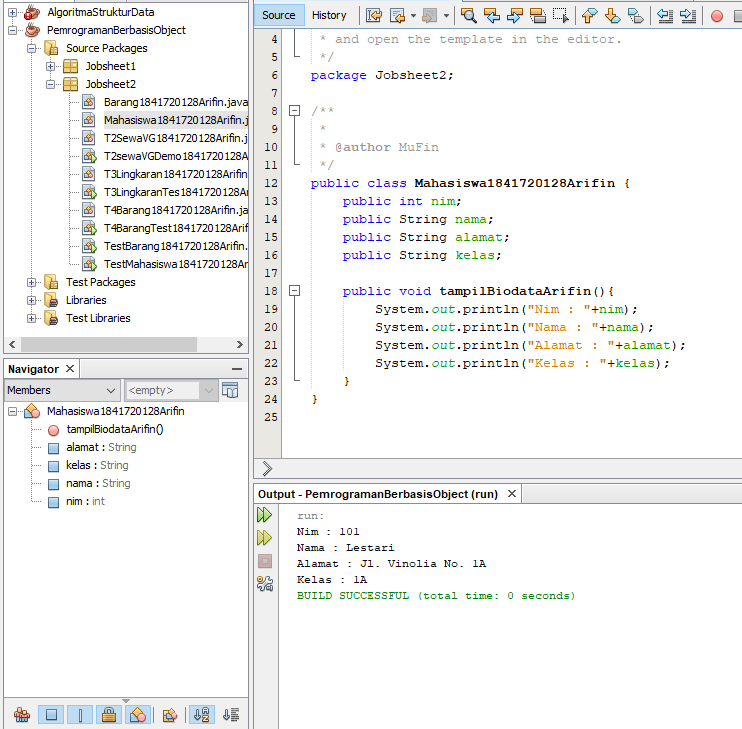 AlgoritmaStrukturData
PemrogramanBerbasisObject
Source Packages
Jobsheet1
Jobsheet2
Barang1841720128Arifin.java
Mahasiswa1841720128Arifin.j
T2SewaVG1841720128Arifin.
T2sewaVGDemo1841720128A
T3Lingkaran1841720128Arifin
T3LingkaranTes1841720128A
T4Barang1841720128Arifin.ja
T4BarangTest1841720128Arif
TestBarang1841720128Arifin.
TestMahasiswa1841720128Ar
Test Packages
Libraries
Test Libraries
Navigator
Members <empty>
Mahasiswa1841720128Arifin
tampilBiodataArifin()
alamat : String
kelas : String
nama : String
nim : int
Source History
4 * and open the template in the editor.
5 */
6 package Jobsheet2;
7
8 /**
9 *
10 * @author MuFin
11 */
12 public class Mahasiswa1841720128Arifin {
13 public int nim;
14 public String nama;
15 public String alamat;
16 public String kelas;
17
18 public void tampilBiodataArifin(){
19 System.out.println("Nim : "+nim);
20 System.out.println("Nama : "+nama);
21 System.out.println("Alamat : "+alamat);
22 System.out.println("Kelas : "+kelas);
23 }
24 }
25
Output - PemrogramanBerbasisObject (run)
run:
Nim : 101
Nama : Lestari
Alamat : Jl. Vinolia No. 1A
Kelas : 1A
BUILD SUCCESSFUL (total time: 0 seconds)